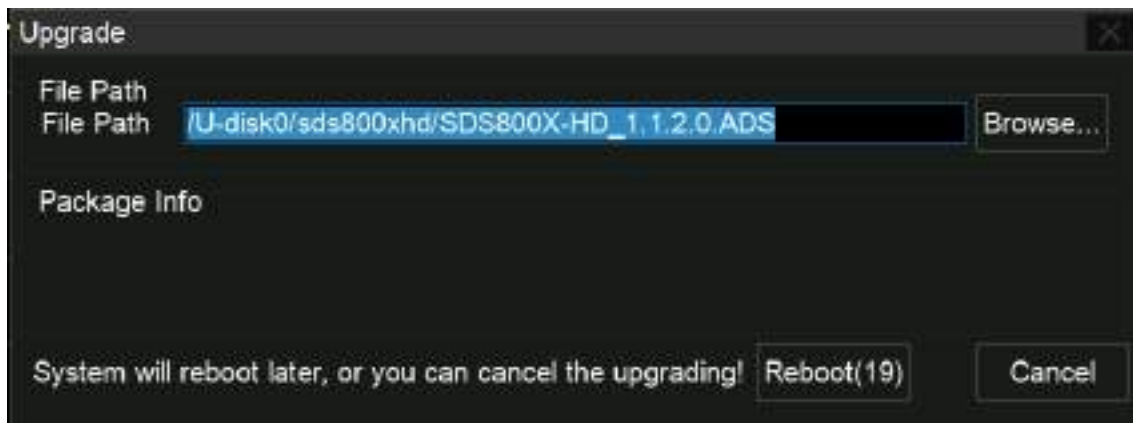 Upgrade
File Path
File Path /U-disk0/sds800xhd/SDS800X-HD_1.1.2.0.ADS Browse...
Package Info
System will reboot later, or you can cancel the upgrading! Reboot(19) Cancel